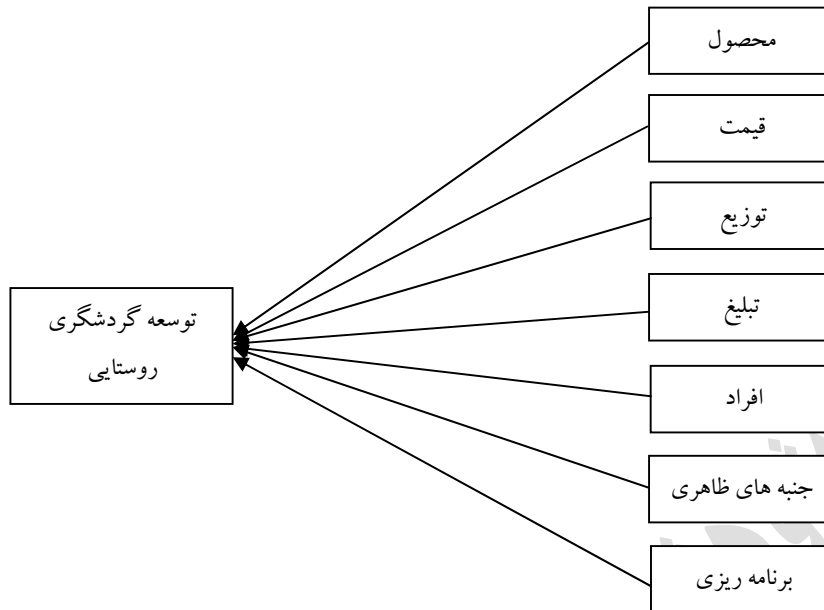 محصول
قیمت
توزیع
تبلیغ
توسعه گردشگری
روستایی
افراد
جنبه های ظاهری
برنامه ریزی